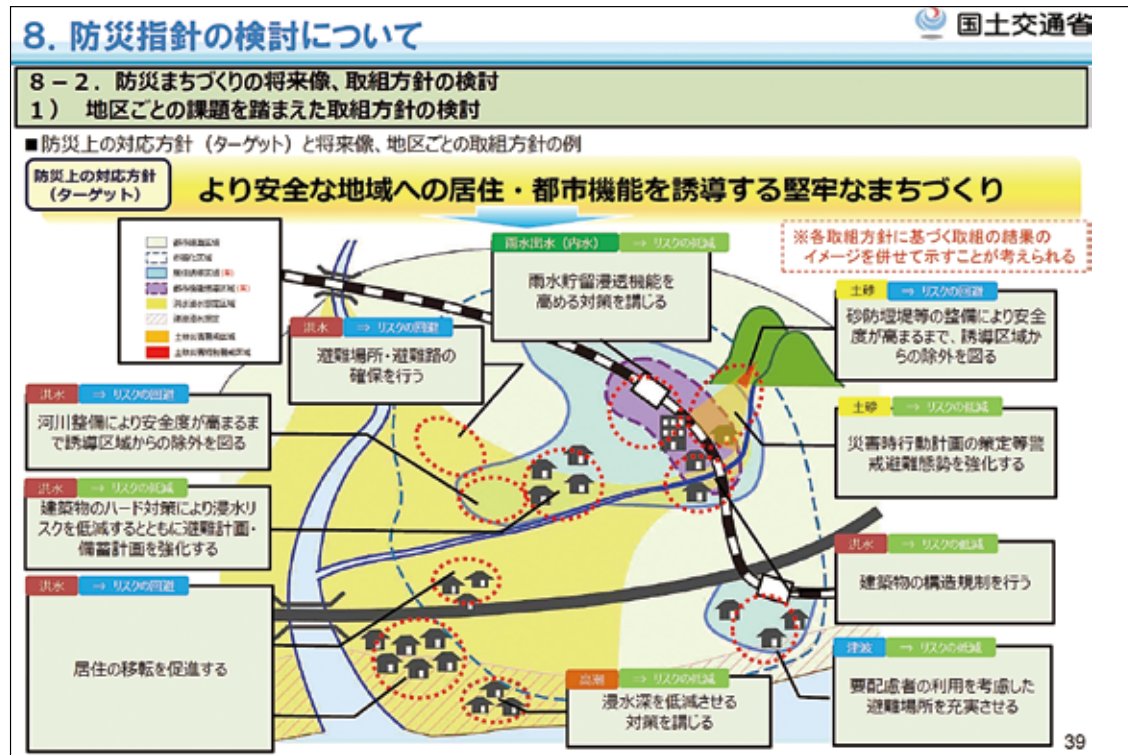 8. 防災指針の検討について
国土交通省
8-2. 防災まちづくりの将来像、取組方針の検討
1) 地区ごとの課題を踏まえた取組方針の検討
■防災上の対応方針（ターゲット）と将来像、地区ごとの取組方針の例
防災上の対応方針
（ターゲット）
より安全な地域への居住・都市機能を誘導する堅牢なまちづくり
※各取組方針に基づく取組の結果の
イメージを併せて示すことが考えられる
雨水出水（内水） ⇒ リスクの低減
雨水貯留浸透機能を
高める対策を講じる
土砂 ⇒ リスクの回避
砂防堰堤等の整備により安全
度が高まるまで、誘導区域か
らの除外を図る
洪水 ⇒ リスクの回避
避難場所・避難路の
確保を行う
洪水 ⇒ リスクの回避
河川整備により安全度が高まるま
で誘導区域からの除外を図る
土砂 ⇒ リスクの低減
災害時行動計画の策定等警
戒避難態勢を強化する
洪水 ⇒ リスクの低減
建築物のハード対策により浸水リ
スクを低減するとともに避難計画・
備蓄計画を強化する
洪水 ⇒ リスクの低減
建築物の構造規制を行う
洪水 ⇒ リスクの回避
居住の移転を促進する
高潮 ⇒ リスクの低減
浸水深を低減させる
対策を講じる
津波 ⇒ リスクの低減
要配慮者の利用を考慮した
避難場所を充実させる
39